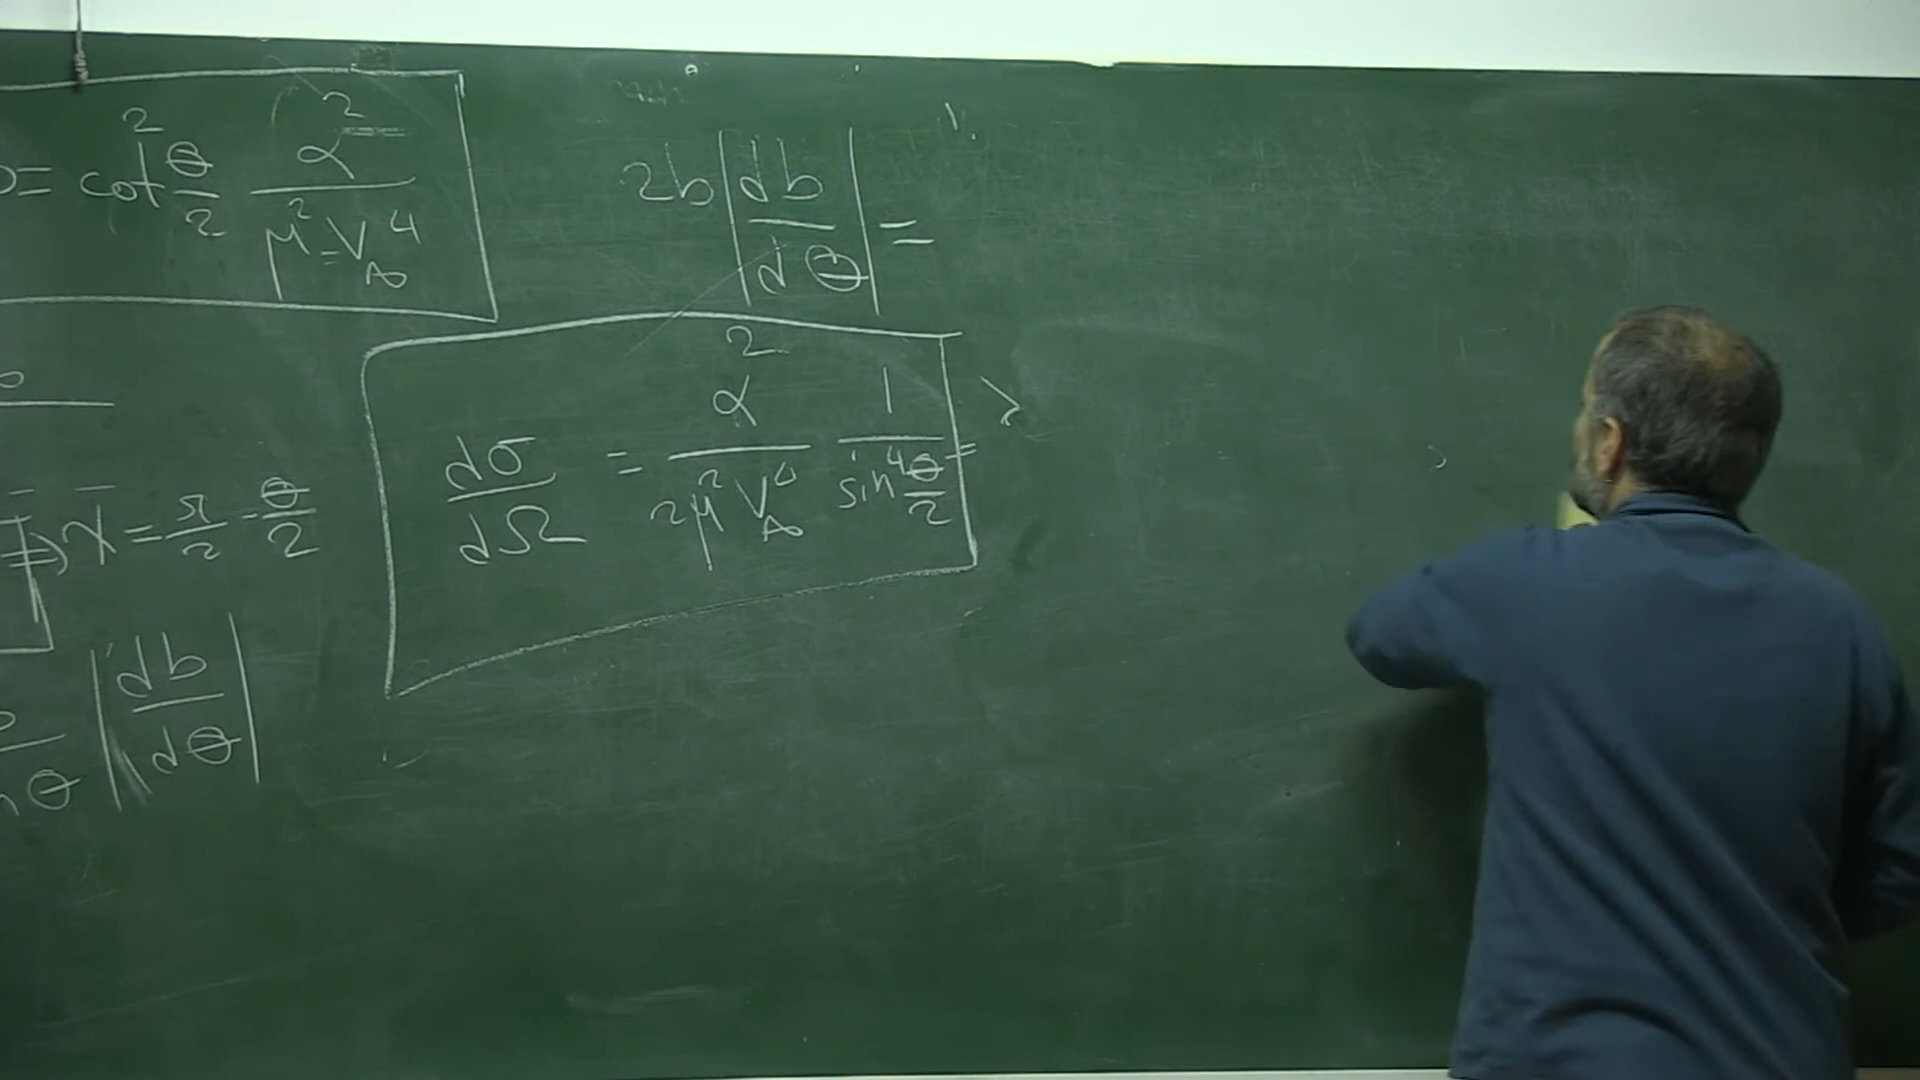 = cot² θ/2 α²/μ²V∞⁴
2b |db/dθ| =
dσ/dΩ = α²/2μ²V∞⁴ 1/sin⁴ θ/2 =
⇒ χ = π/2 - θ/2
|db/dθ|
θ